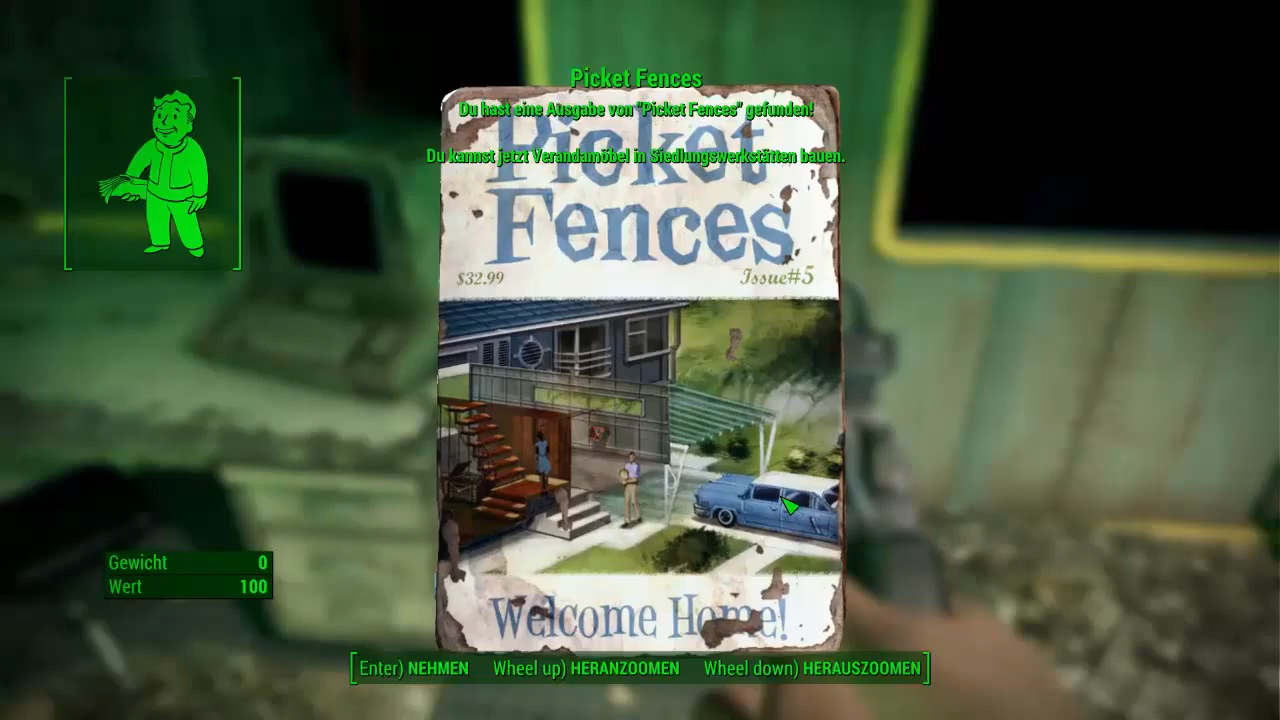 Picket Fences
Du hast eine Ausgabe von "Picket Fences" gefunden!
Du kannst jetzt Verandamöbel in Siedlungswerkstätten bauen.
Picket
Fences
$32.99
Issue#5
Welcome Home!
Gewicht 0
Wert 100
Enter) NEHMEN Wheel up) HERANZOOMEN Wheel down) HERAUSZOOMEN